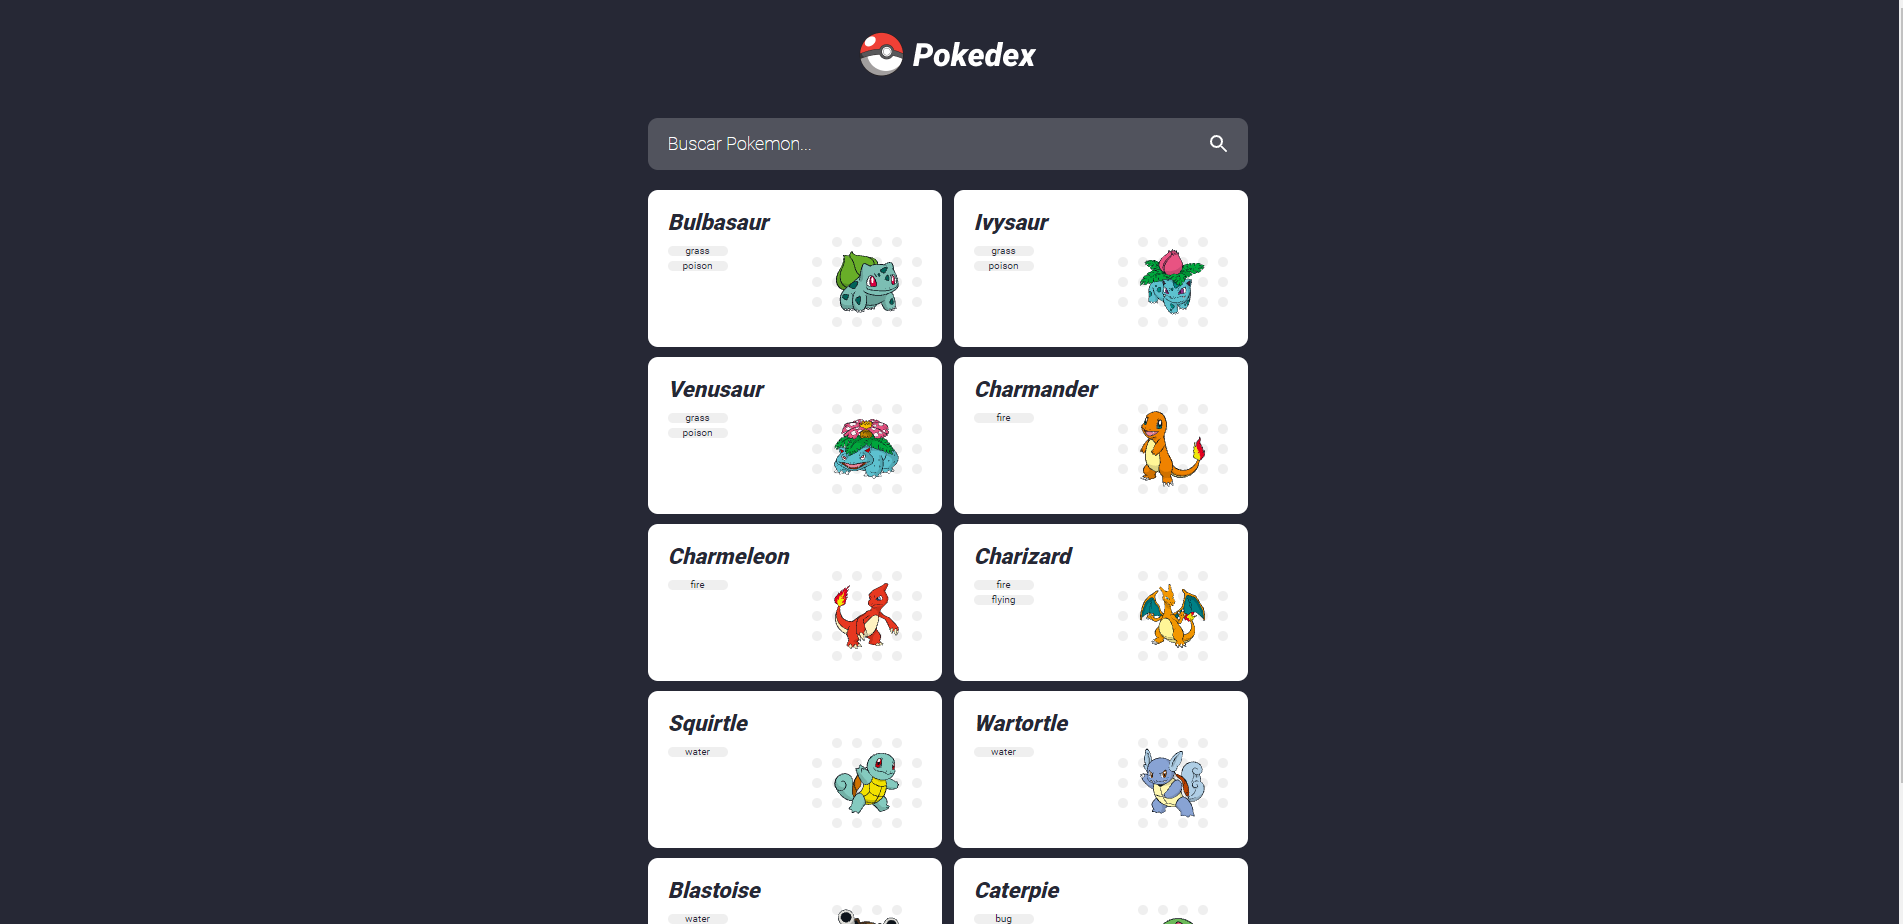 Pokedex
Buscar Pokemon...
Bulbasaur
grass
poison
Ivysaur
grass
poison
Venusaur
grass
poison
Charmander
fire
Charmeleon
fire
Charizard
fire
flying
Squirtle
water
Wartortle
water
Blastoise
water
Caterpie
bug